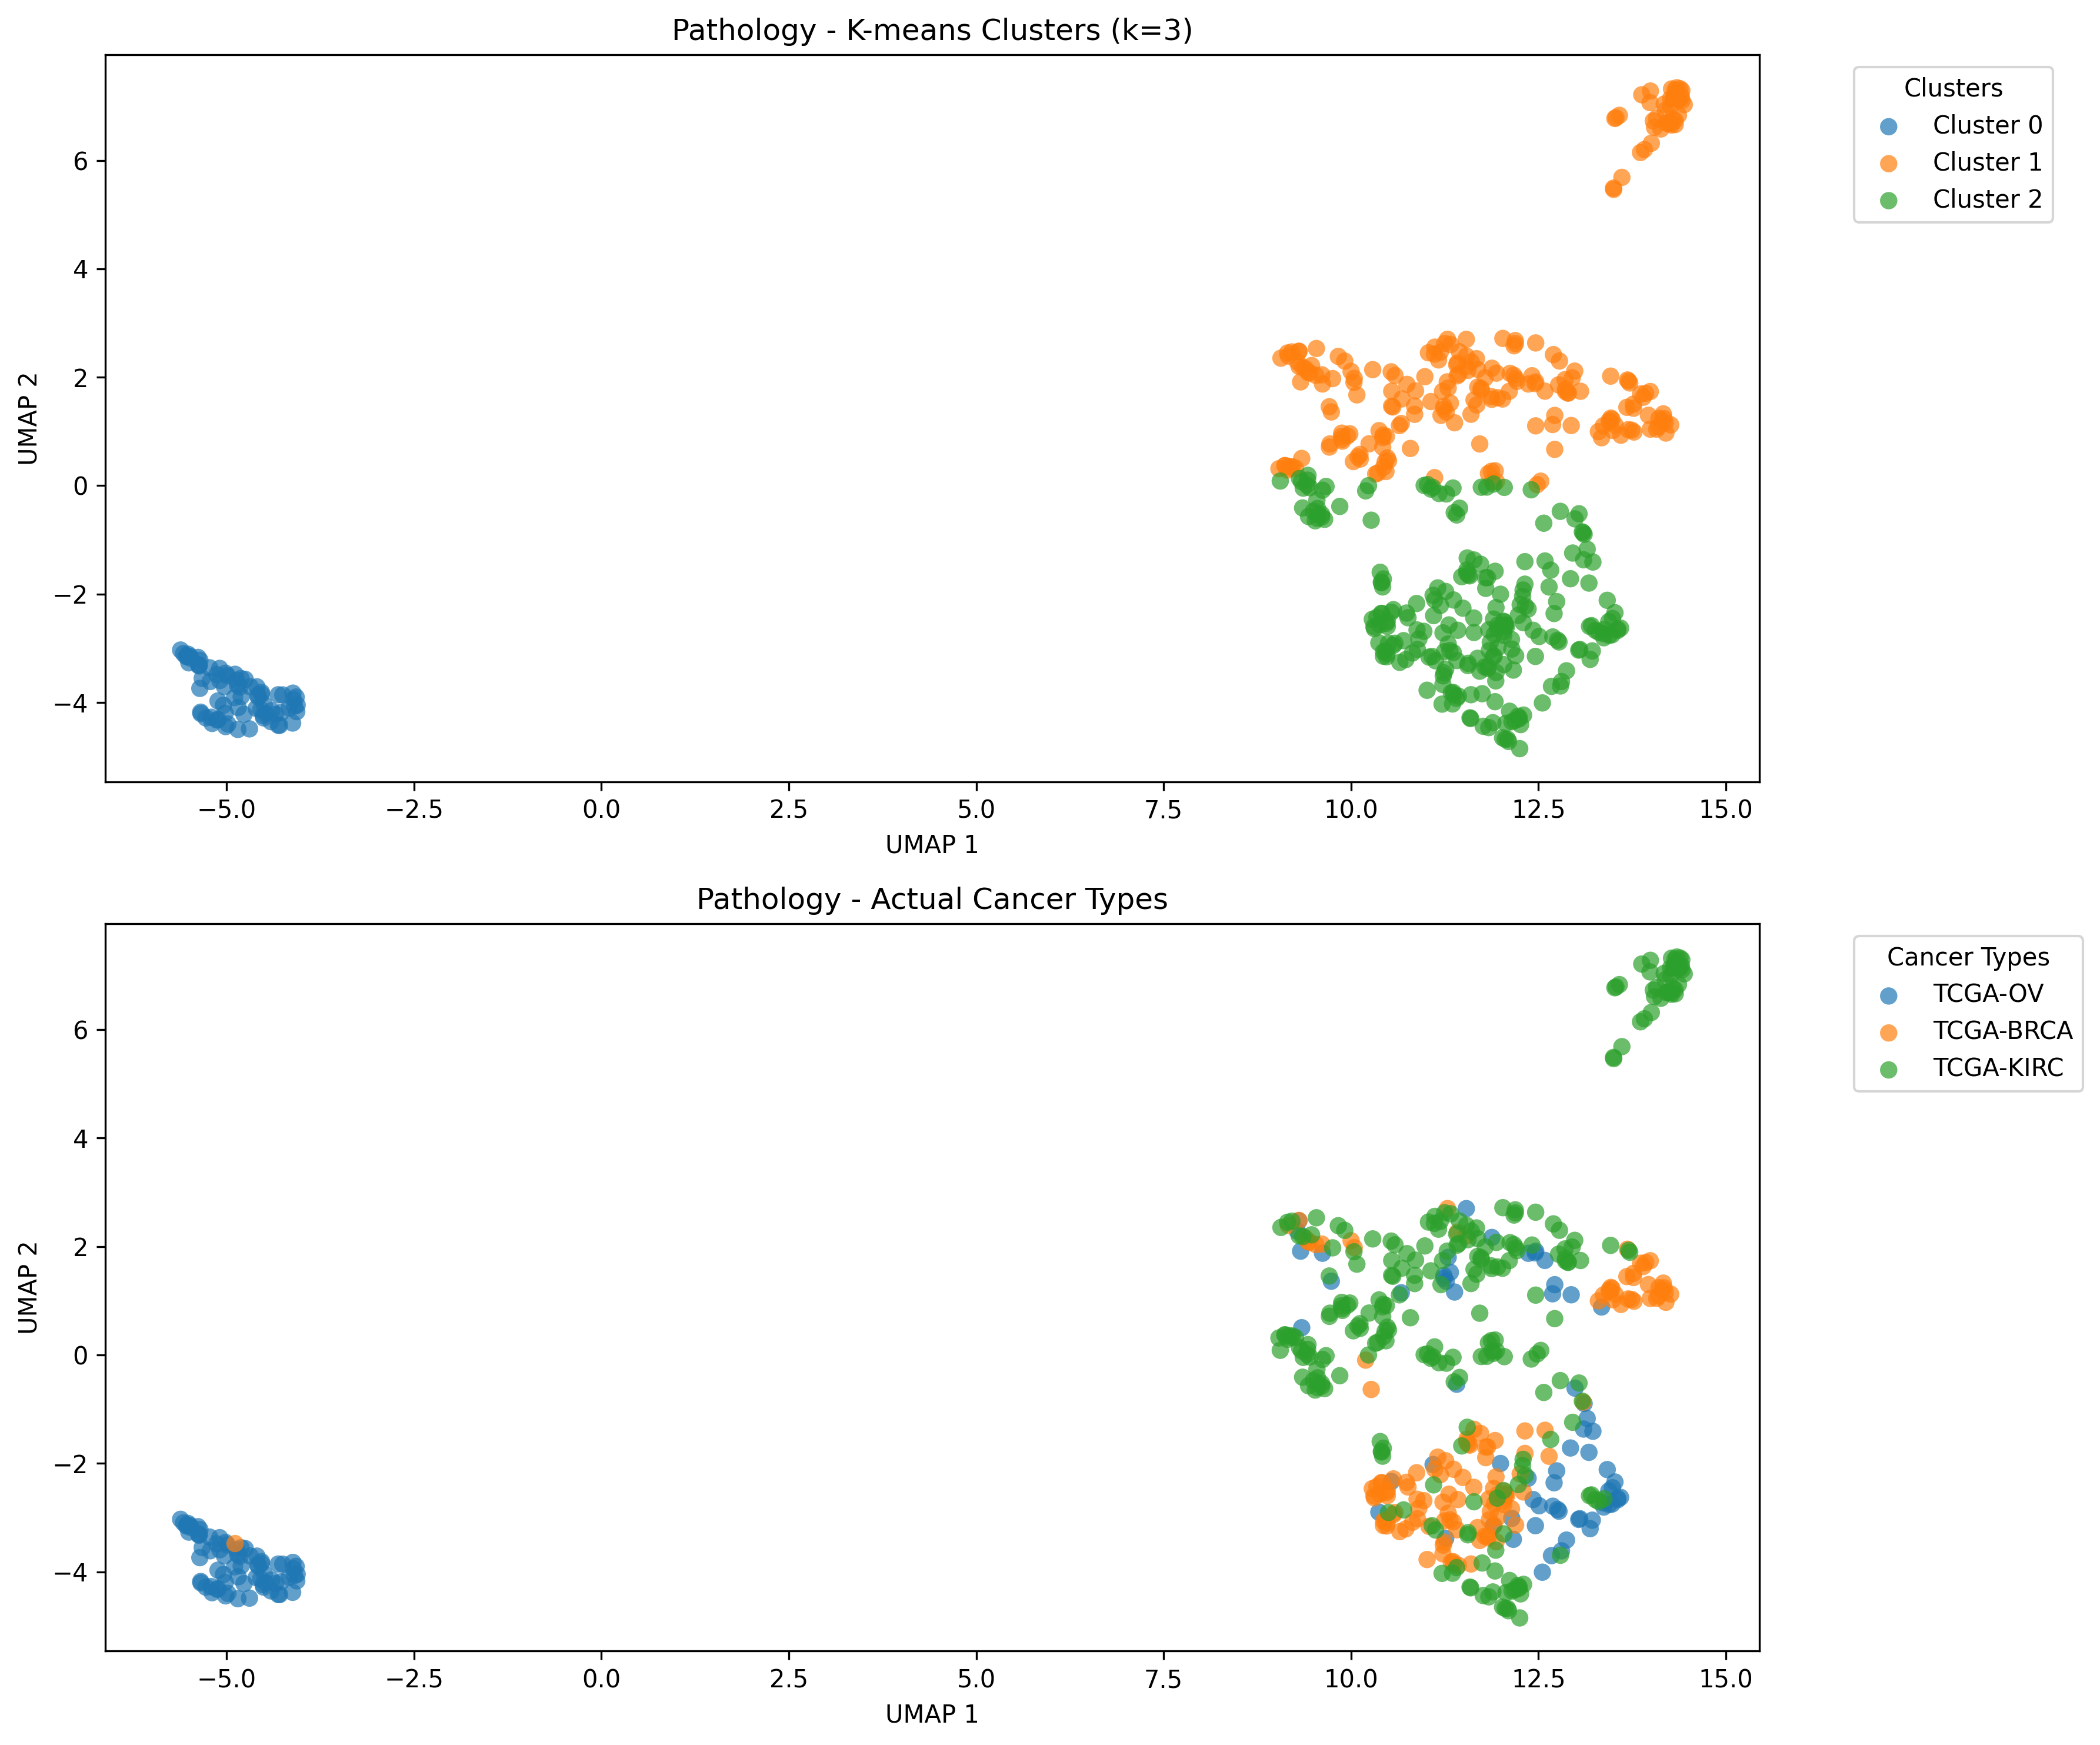 Pathology - K-means Clusters (k=3)
Clusters
Cluster 0
Cluster 1
Cluster 2
6
4
2
0
−2
−4
UMAP 2
−5.0 −2.5 0.0 2.5 5.0 7.5 10.0 12.5 15.0
UMAP 1
Pathology - Actual Cancer Types
Cancer Types
TCGA-OV
TCGA-BRCA
TCGA-KIRC
6
4
2
0
−2
−4
UMAP 2
−5.0 −2.5 0.0 2.5 5.0 7.5 10.0 12.5 15.0
UMAP 1